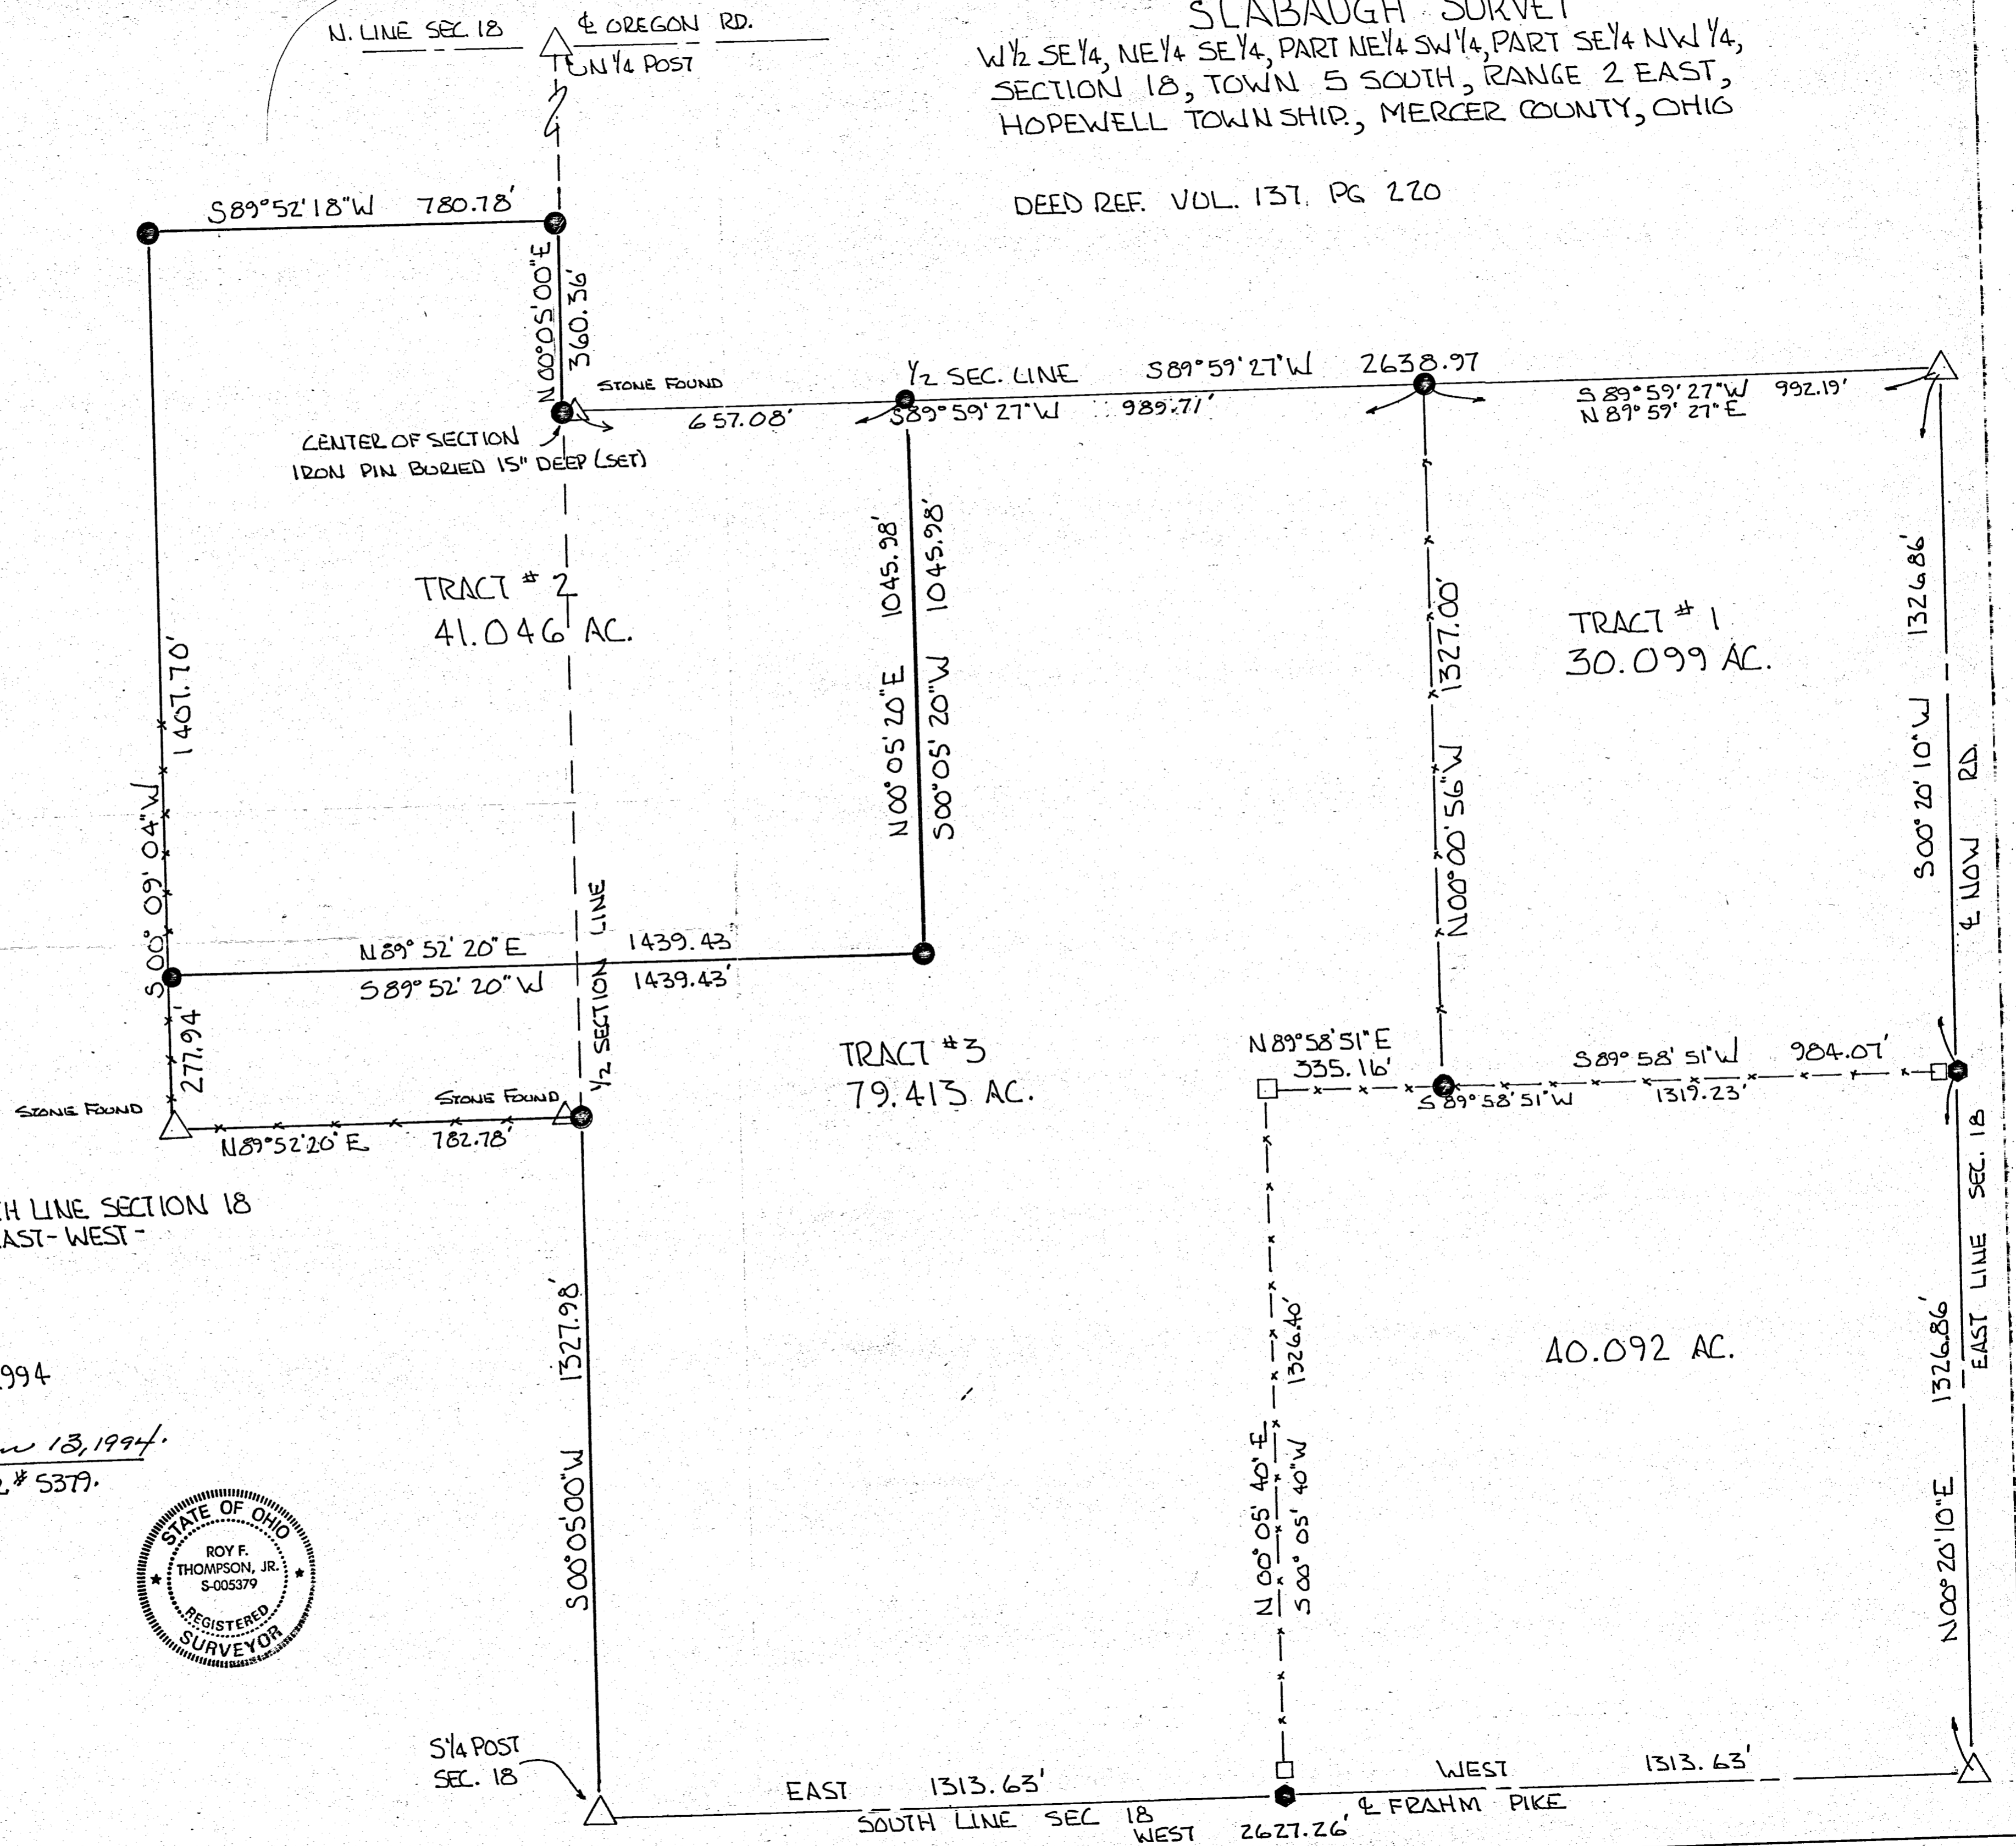 SLABAUGH SURVEY
W½ SE¼, NE¼ SE¼, PART NE¼ SW¼, PART SE¼ NW ¼,
SECTION 18, TOWN 5 SOUTH, RANGE 2 EAST,
HOPEWELL TOWNSHIP., MERCER COUNTY, OHIO
DEED REF. VOL. 137. PG 220
N. LINE SEC. 18
℄ OREGON RD.
N ¼ POST
S89°52'18"W 780.78'
N00°05'00"E
360.36'
STONE FOUND
½ SEC. LINE S89°59'27"W 2638.97
657.08'
S89°59'27"W 989.71'
S89°59'27"W 992.19'
N89°59'27"E
CENTER OF SECTION
IRON PIN BURIED 15" DEEP (SET)
TRACT # 2
41.046 AC.
N00°05'20"E 1045.98'
S00°05'20"W 1045.98'
N00°00'56"W 1327.00'
TRACT # 1
30.099 AC.
S00°20'10"W 1326.86'
℄ NOW RD.
S00°09'04"W 1407.70'
N89°52'20"E 1439.43'
S89°52'20"W 1439.43'
½ SECTION LINE
277.94'
STONE FOUND
STONE FOUND
N89°52'20"E 782.78'
TRACT #3
79.413 AC.
N89°58'51"E
335.16'
S89°58'51"W 984.07'
S89°58'51"W 1319.23'
H LINE SECTION 18
AST-WEST-
994
13, 1994.
# 5379.
STATE OF OHIO
ROY F.
THOMPSON, JR.
S-005379
REGISTERED
SURVEYOR
S00°05'00"W 1327.98'
N00°05'40"E
S00°05'40"W 1326.40'
40.092 AC.
N00°20'10"E 1326.86'
EAST LINE SEC. 18
S¼ POST
SEC. 18
EAST 1313.63'
SOUTH LINE SEC 18
WEST 2627.26'
WEST 1313.63'
℄ FRAHM PIKE